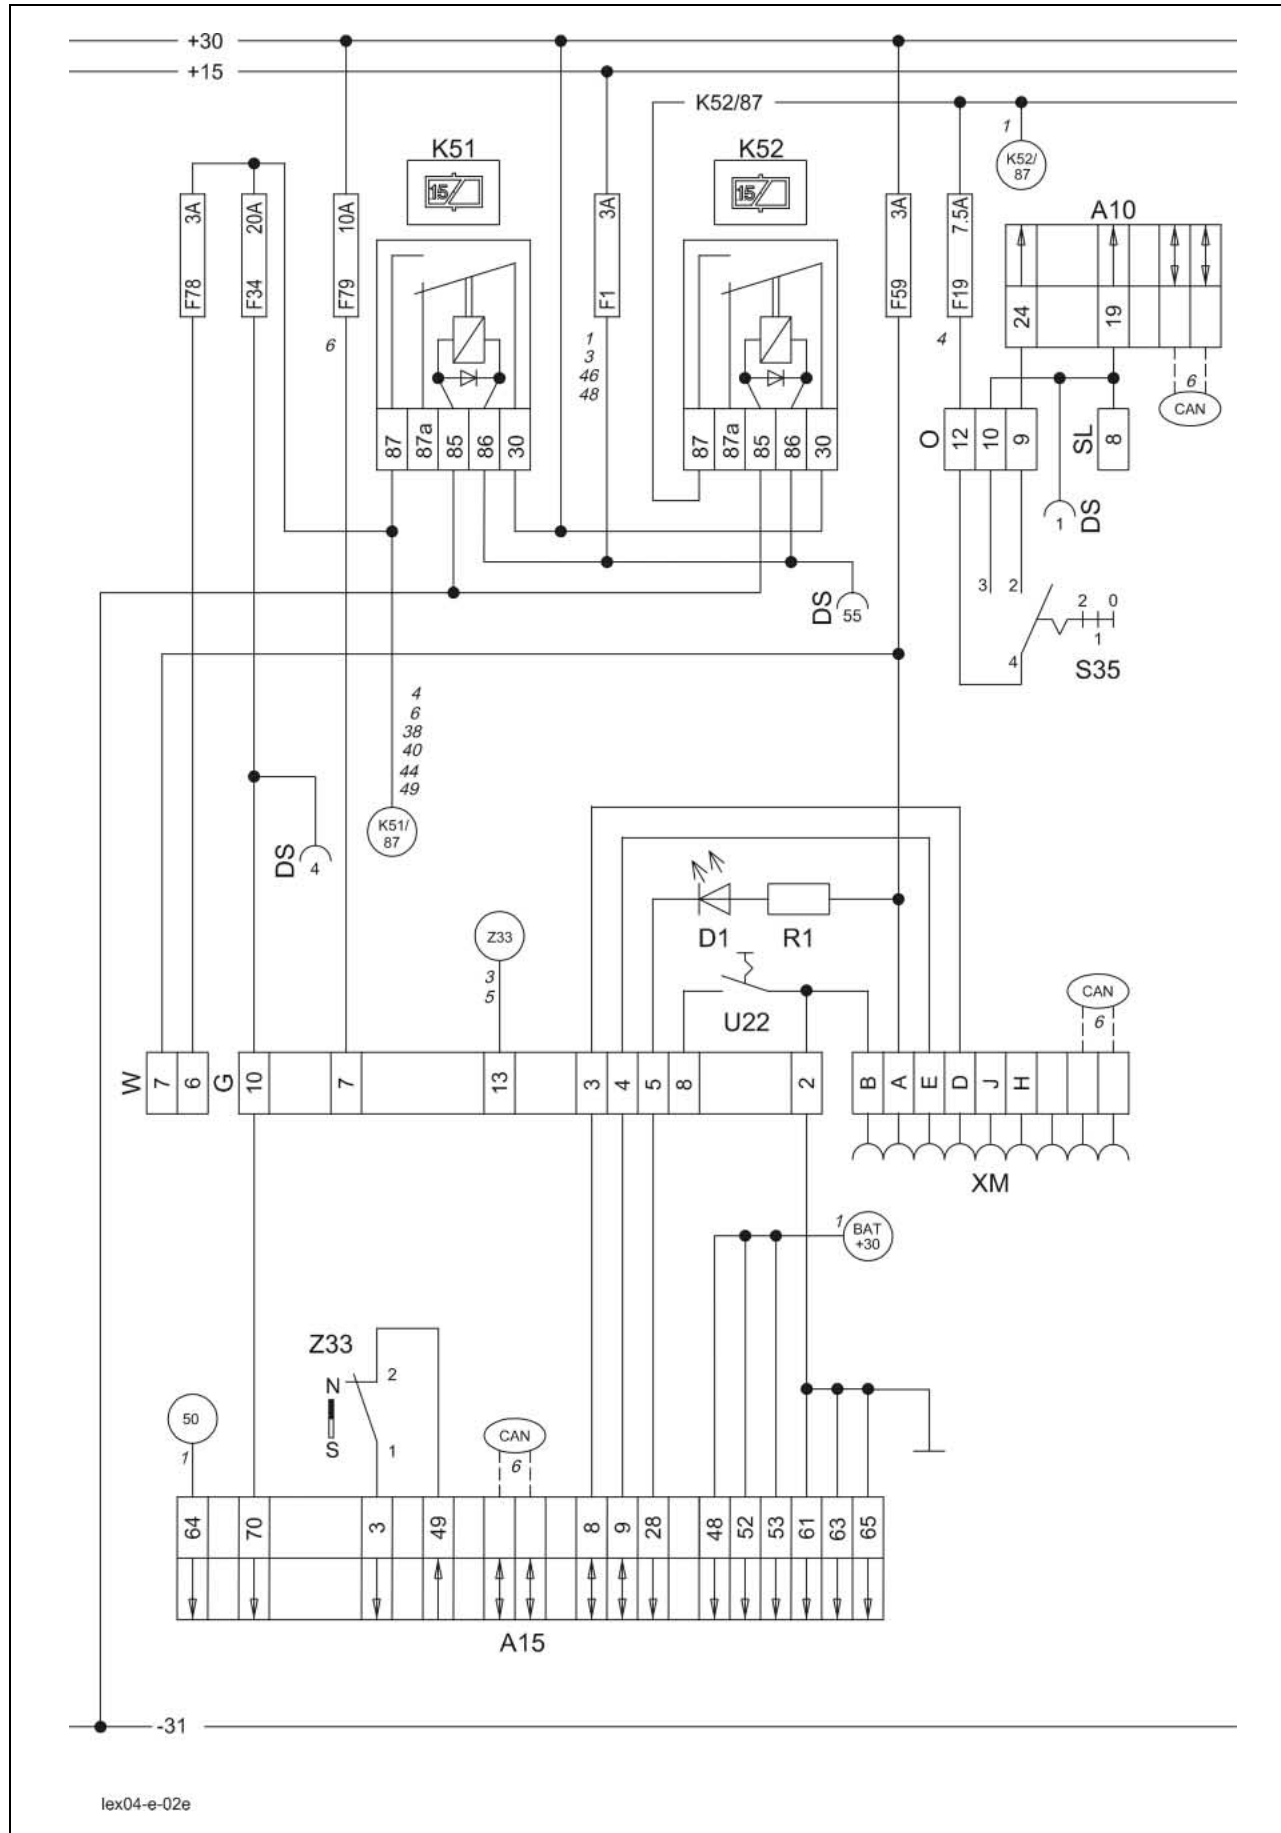 +30
+15
K52/87
1
K52/
87
K51
15
K52
15
A10
3A
F78
20A
F34
10A
F79
6
3A
F1
1
3
46
48
3A
F59
7.5A
F19
4
24
19
6
CAN
87
87a
85
86
30
87
87a
85
86
30
O
12
10
9
SL
8
1
DS
DS
55
3
2
4
2
0
1
S35
4
6
38
40
44
49
K51/
87
DS
4
D1
R1
Z33
3
5
U22
CAN
6
W
7
6
G
10
7
13
3
4
5
8
2
B
A
E
D
J
H
XM
1
BAT
+30
Z33
N
S
2
1
50
1
CAN
6
64
70
3
49
8
9
28
48
52
53
61
63
65
A15
-31
lex04-e-02e